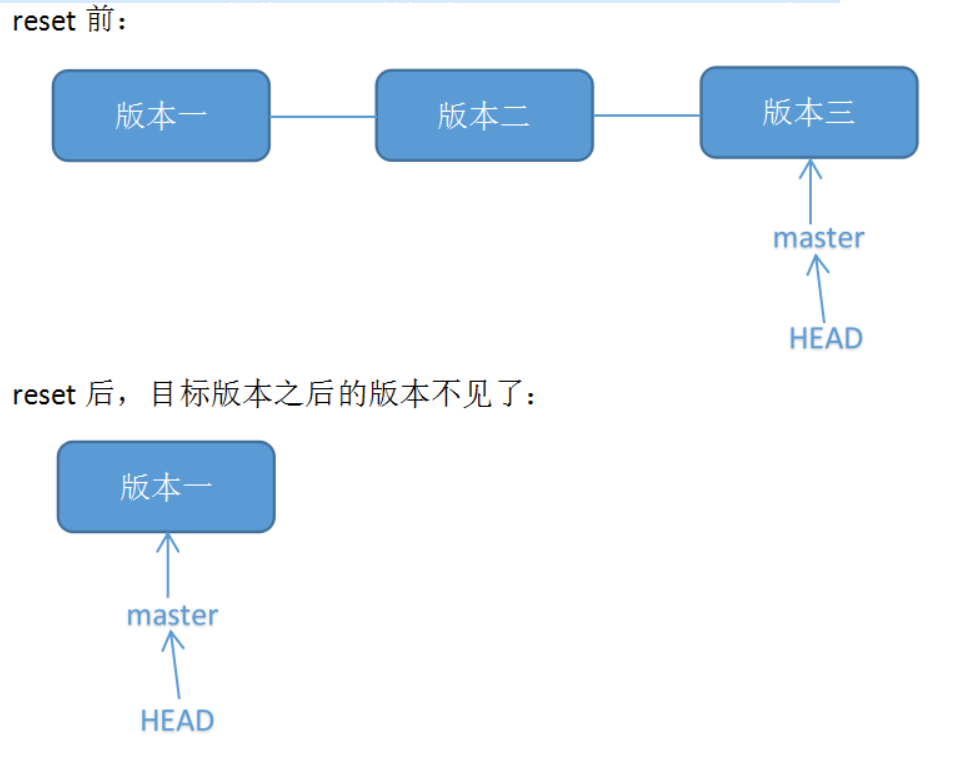 reset 前：
版本一
版本二
版本三
master
HEAD
reset 后，目标版本之后的版本不见了：
版本一
master
HEAD